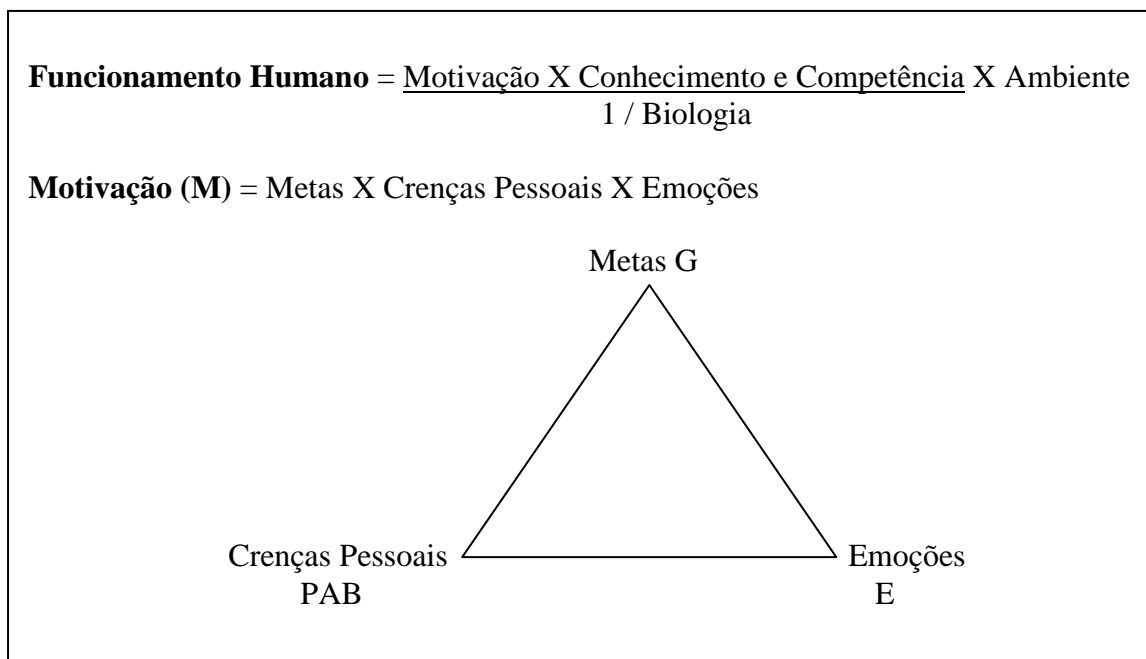 Funcionamento Humano = Motivação X Conhecimento e Competência X Ambiente
1 / Biologia
Motivação (M) = Metas X Crenças Pessoais X Emoções
Metas G
Crenças Pessoais
PAB
Emoções
E